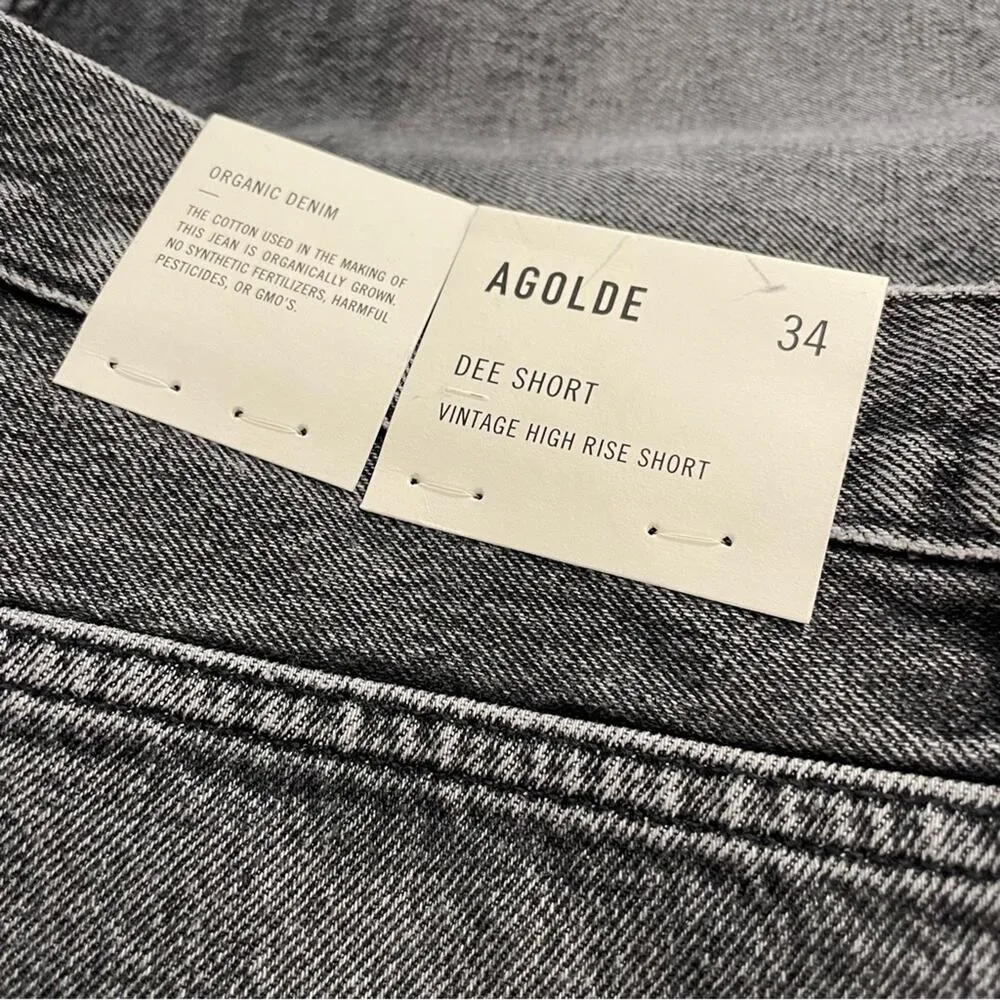 ORGANIC DENIM
THE COTTON USED IN THE MAKING OF
THIS JEAN IS ORGANICALLY GROWN.
NO SYNTHETIC FERTILIZERS, HARMFUL
PESTICIDES, OR GMO'S.
AGOLDE
34
DEE SHORT
VINTAGE HIGH RISE SHORT